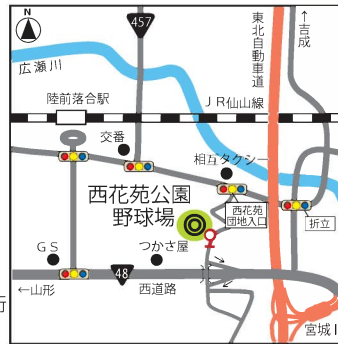 N
457
東北自動車道
↑吉成
広瀬川
陸前落合駅
JR仙山線
交番
相互タクシー
西花苑公園
野球場
西花苑
団地入口
折立
GS
つかさ屋
48
←山形
西道路
宮城I
行